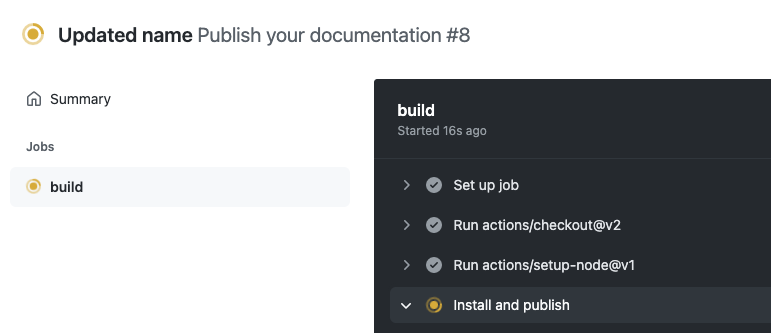 Updated name Publish your documentation #8
Summary
Jobs
build
build
Started 16s ago
Set up job
Run actions/checkout@v2
Run actions/setup-node@v1
Install and publish